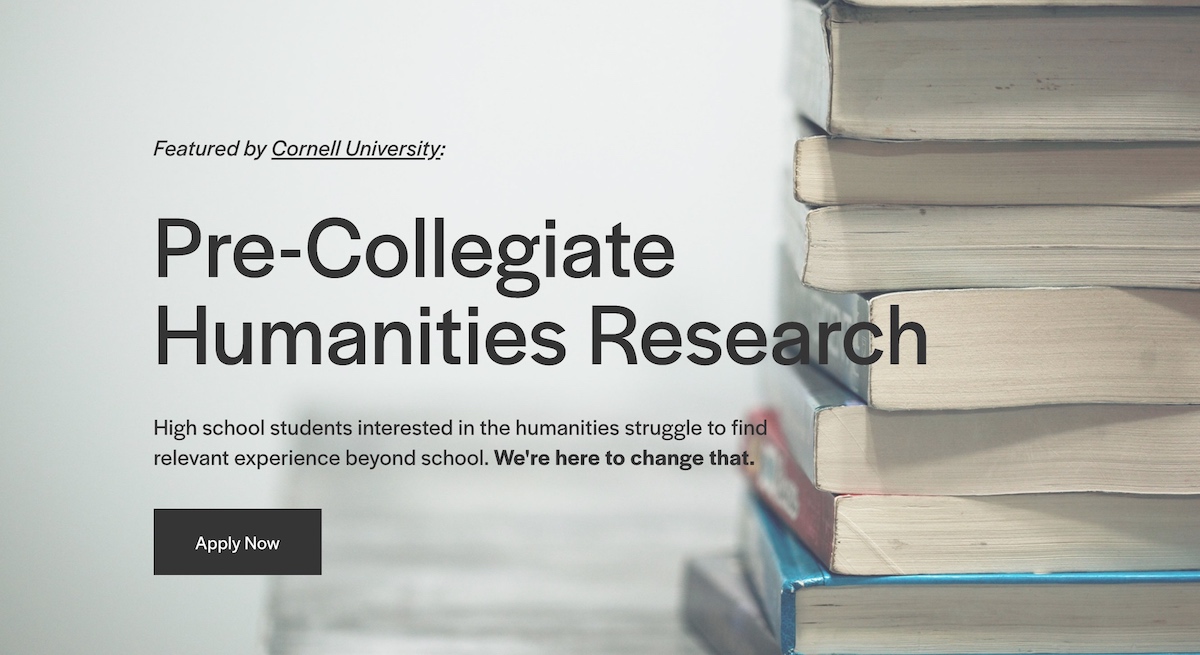 Featured by Cornell University:
Pre-Collegiate
Humanities Research
High school students interested in the humanities struggle to find
relevant experience beyond school. We're here to change that.
Apply Now